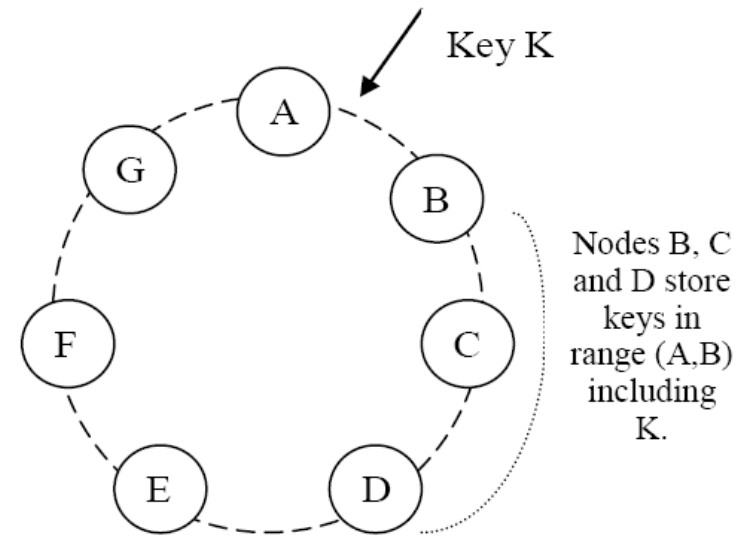 Key K
A
G
B
Nodes B, C
and D store
keys in
range (A,B)
including
K.
F
C
E
D